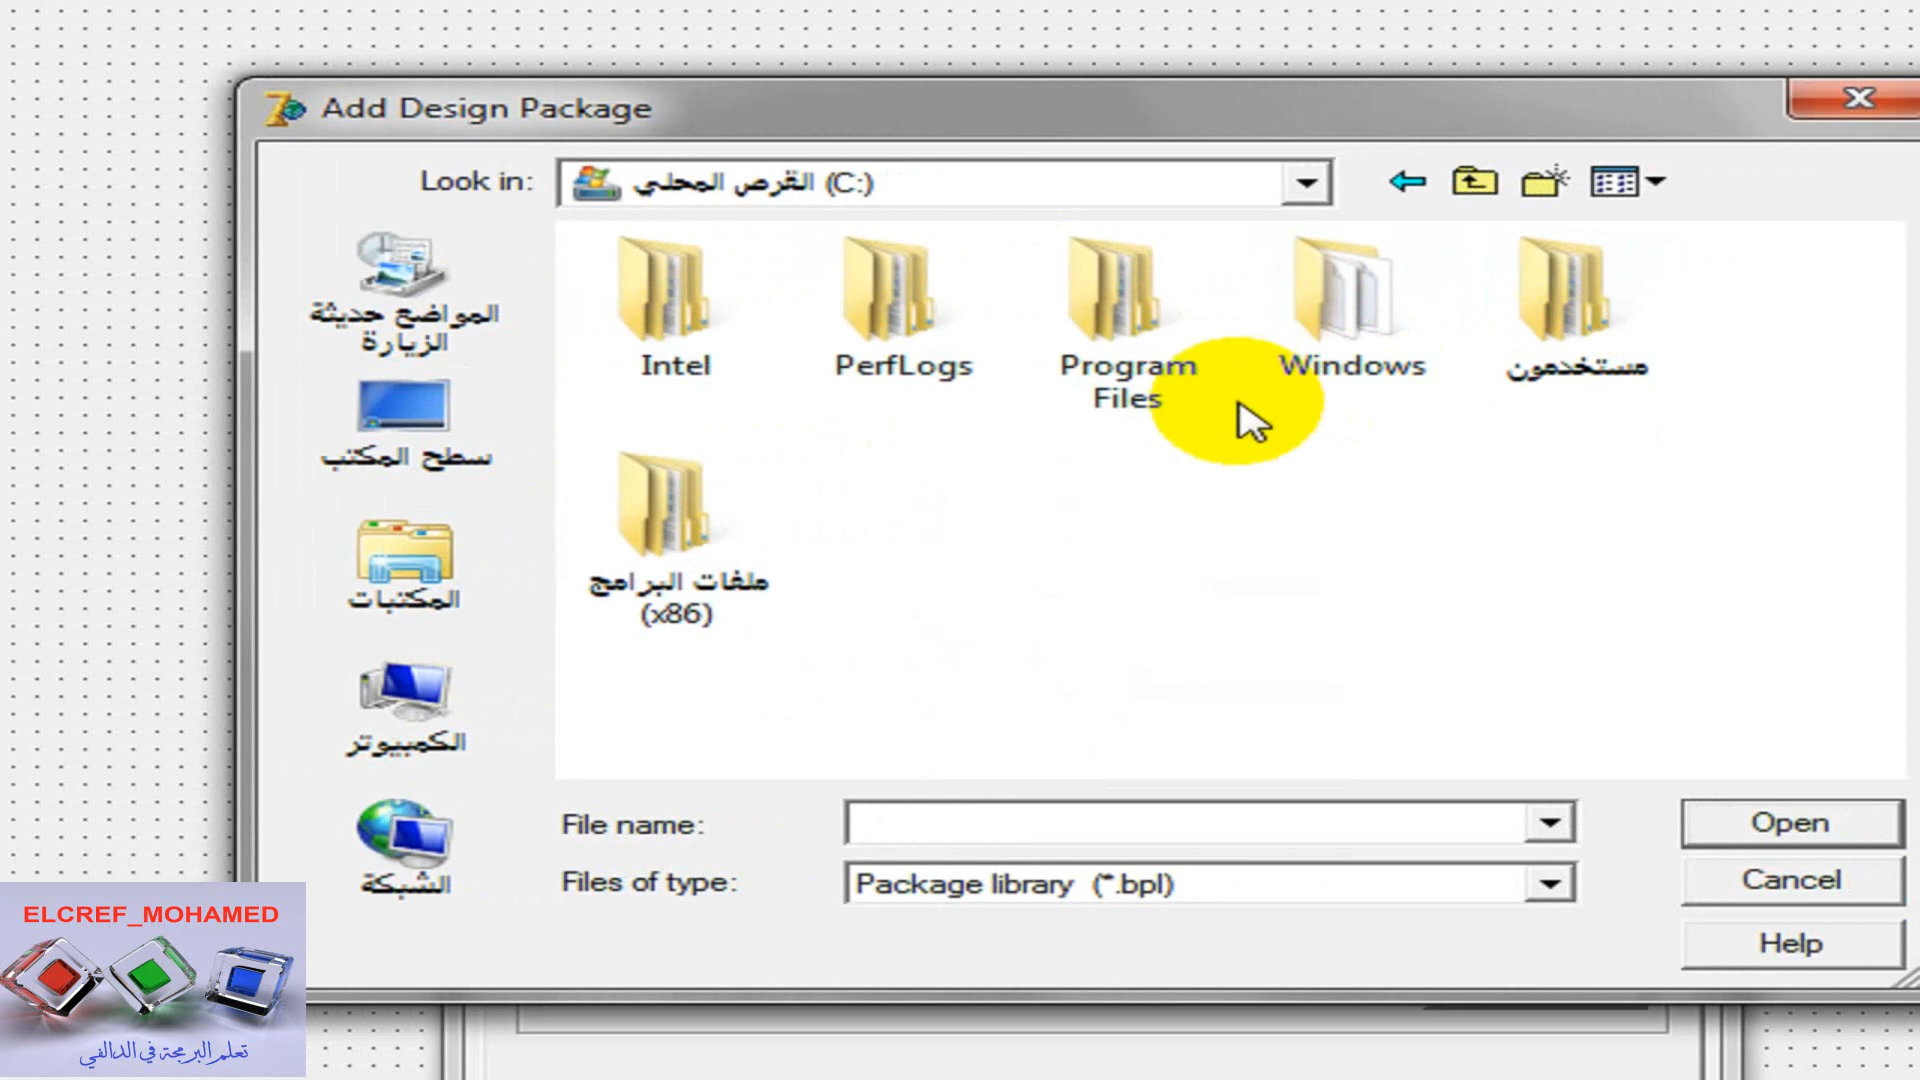 Add Design Package
Look in:
القرص المحلي (C:)
المواضع حديثة
الزيارة
سطح المكتب
المكتبات
الكمبيوتر
الشبكة
Intel
PerfLogs
Program
Files
Windows
مستخدمون
ملفات البرامج
(x86)
File name:
Open
Files of type:
Package library (*.bpl)
Cancel
Help
ELCREF_MOHAMED
تعلم البرمجة في الدالفي